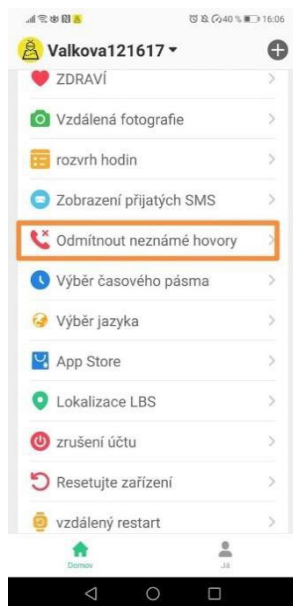 40 % 16:06
Valkova121617
ZDRAVÍ
Vzdálená fotografie
rozvrh hodin
Zobrazení přijatých SMS
Odmítnout neznámé hovory
Výběr časového pásma
Výběr jazyka
App Store
Lokalizace LBS
zrušení účtu
Resetujte zařízení
vzdálený restart
Domov
Já